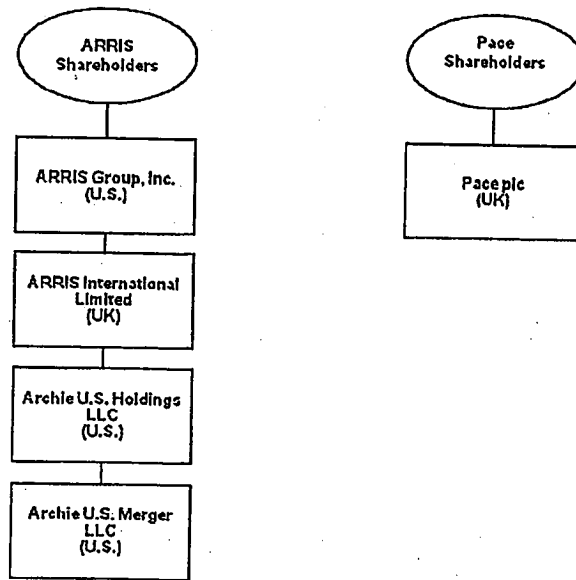 ARRIS
Shareholders
ARRIS Group, Inc.
(U.S.)
ARRIS International
Limited
(UK)
Archie U.S. Holdings
LLC
(U.S.)
Archie U.S. Merger
LLC
(U.S.)
Pace
Shareholders
Pace plc
(UK)